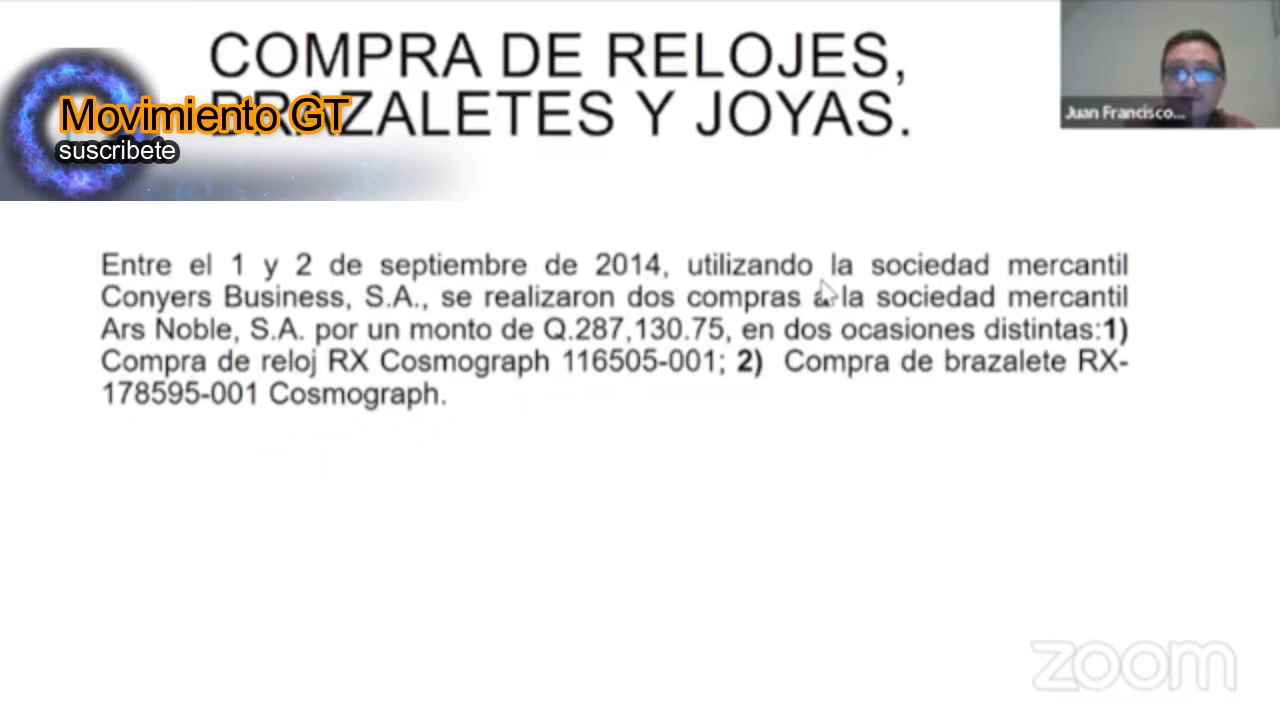 COMPRA DE RELOJES,
BRAZALETES Y JOYAS.
Movimiento GT
suscribete
Juan Francisco...
Entre el 1 y 2 de septiembre de 2014, utilizando la sociedad mercantil
Conyers Business, S.A., se realizaron dos compras a la sociedad mercantil
Ars Noble, S.A. por un monto de Q.287,130.75, en dos ocasiones distintas:1)
Compra de reloj RX Cosmograph 116505-001; 2) Compra de brazalete RX-
178595-001 Cosmograph.
zoom